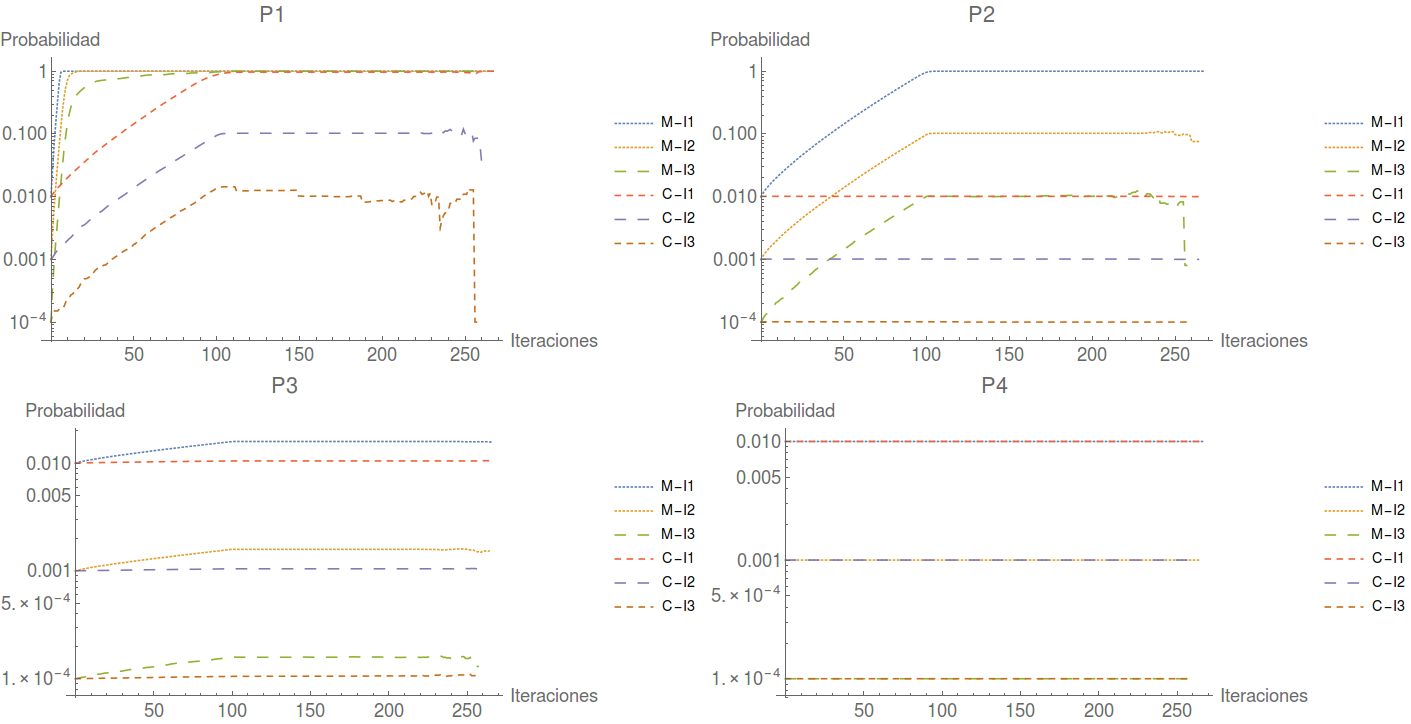 P1
Probabilidad
1
0.100
0.010
0.001
10⁻⁴
50 100 150 200 250
Iteraciones
M-I1
M-I2
M-I3
C-I1
C-I2
C-I3
P2
Probabilidad
1
0.100
0.010
0.001
10⁻⁴
50 100 150 200 250
Iteraciones
M-I1
M-I2
M-I3
C-I1
C-I2
C-I3
P3
Probabilidad
0.010
0.005
0.001
5.×10⁻⁴
1.×10⁻⁴
50 100 150 200 250
Iteraciones
M-I1
M-I2
M-I3
C-I1
C-I2
C-I3
P4
Probabilidad
0.010
0.005
0.001
5.×10⁻⁴
1.×10⁻⁴
50 100 150 200 250
Iteraciones
M-I1
M-I2
M-I3
C-I1
C-I2
C-I3